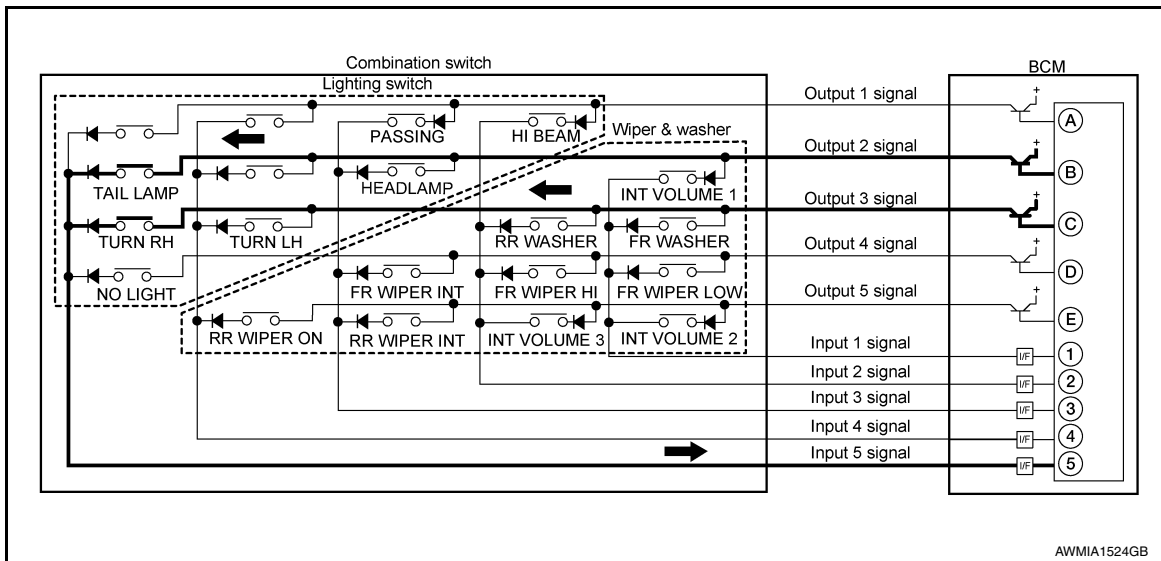 Combination switch
Lighting switch
BCM
Output 1 signal
+
A
PASSING
HI BEAM
Wiper & washer
Output 2 signal
+
B
TAIL LAMP
HEADLAMP
INT VOLUME 1
Output 3 signal
+
C
TURN RH
TURN LH
RR WASHER
FR WASHER
Output 4 signal
+
D
NO LIGHT
FR WIPER INT
FR WIPER HI
FR WIPER LOW
Output 5 signal
+
E
RR WIPER ON
RR WIPER INT
INT VOLUME 3
INT VOLUME 2
Input 1 signal
I/F
1
Input 2 signal
I/F
2
Input 3 signal
I/F
3
Input 4 signal
I/F
4
Input 5 signal
I/F
5
AWMIA1524GB